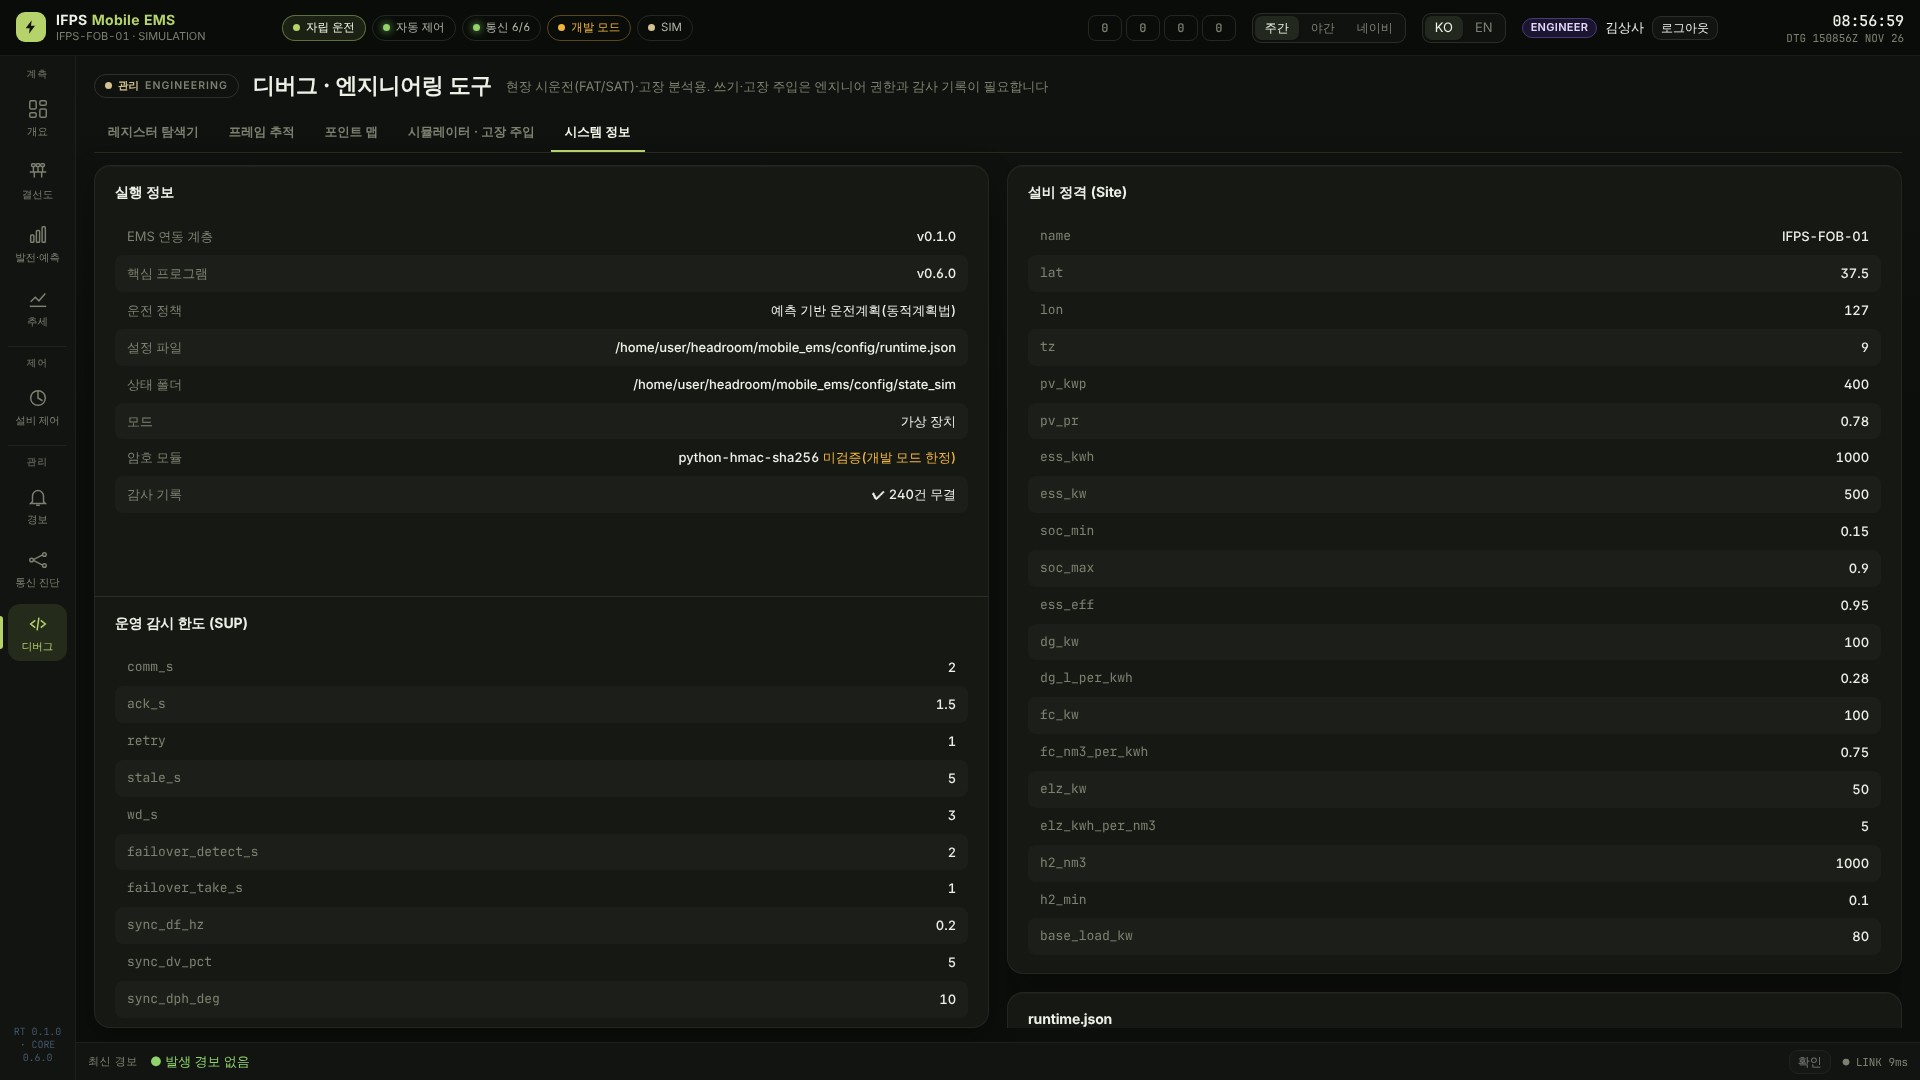 IFPS Mobile EMS
IFPS-FOB-01 · SIMULATION
자립 운전
자동 제어
통신 6/6
개발 모드
SIM
0 0 0 0
주간 야간 네이비
KO EN
ENGINEER 김상사 로그아웃
08:56:59
DTG 150856Z NOV 26
계측
개요
결선도
발전·예측
추세
제어
설비 제어
관리
경보
통신 진단
디버그
RT 0.1.0
· CORE
0.6.0
관리 ENGINEERING
디버그 · 엔지니어링 도구
현장 시운전(FAT/SAT)·고장 분석용. 쓰기·고장 주입은 엔지니어 권한과 감사 기록이 필요합니다
레지스터 탐색기
프레임 추적
포인트 맵
시뮬레이터 · 고장 주입
시스템 정보
실행 정보
EMS 연동 계층 v0.1.0
핵심 프로그램 v0.6.0
운전 정책 예측 기반 운전계획(동적계획법)
설정 파일 /home/user/headroom/mobile_ems/config/runtime.json
상태 폴더 /home/user/headroom/mobile_ems/config/state_sim
모드 가상 장치
암호 모듈 python-hmac-sha256 미검증(개발 모드 한정)
감사 기록 ✓ 240건 무결
운영 감시 한도 (SUP)
comm_s 2
ack_s 1.5
retry 1
stale_s 5
wd_s 3
failover_detect_s 2
failover_take_s 1
sync_df_hz 0.2
sync_dv_pct 5
sync_dph_deg 10
설비 정격 (Site)
name IFPS-FOB-01
lat 37.5
lon 127
tz 9
pv_kwp 400
pv_pr 0.78
ess_kwh 1000
ess_kw 500
soc_min 0.15
soc_max 0.9
ess_eff 0.95
dg_kw 100
dg_l_per_kwh 0.28
fc_kw 100
fc_nm3_per_kwh 0.75
elz_kw 50
elz_kwh_per_nm3 5
h2_nm3 1000
h2_min 0.1
base_load_kw 80
runtime.json
최신 경보
발생 경보 없음
확인
LINK 9ms